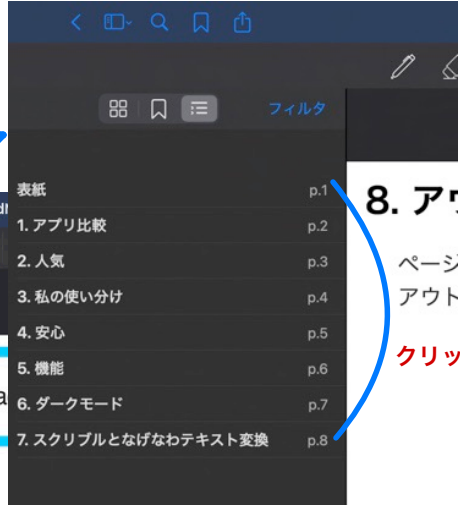 フィルタ
表紙 p.1
1. アプリ比較 p.2
2. 人気 p.3
3. 私の使い分け p.4
4. 安心 p.5
5. 機能 p.6
6. ダークモード p.7
7. スクリブルとなげなわテキスト変換 p.8
8. ア
ページ
アウト
クリッ
a